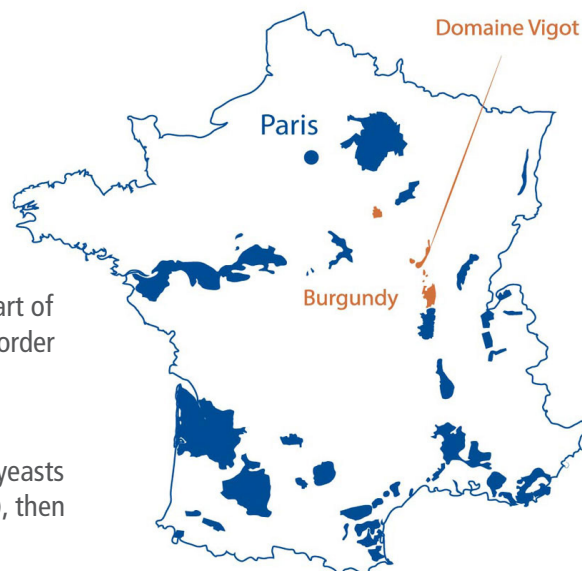 Domaine Vigot
Paris
Burgundy
art of
order
yeasts
, then